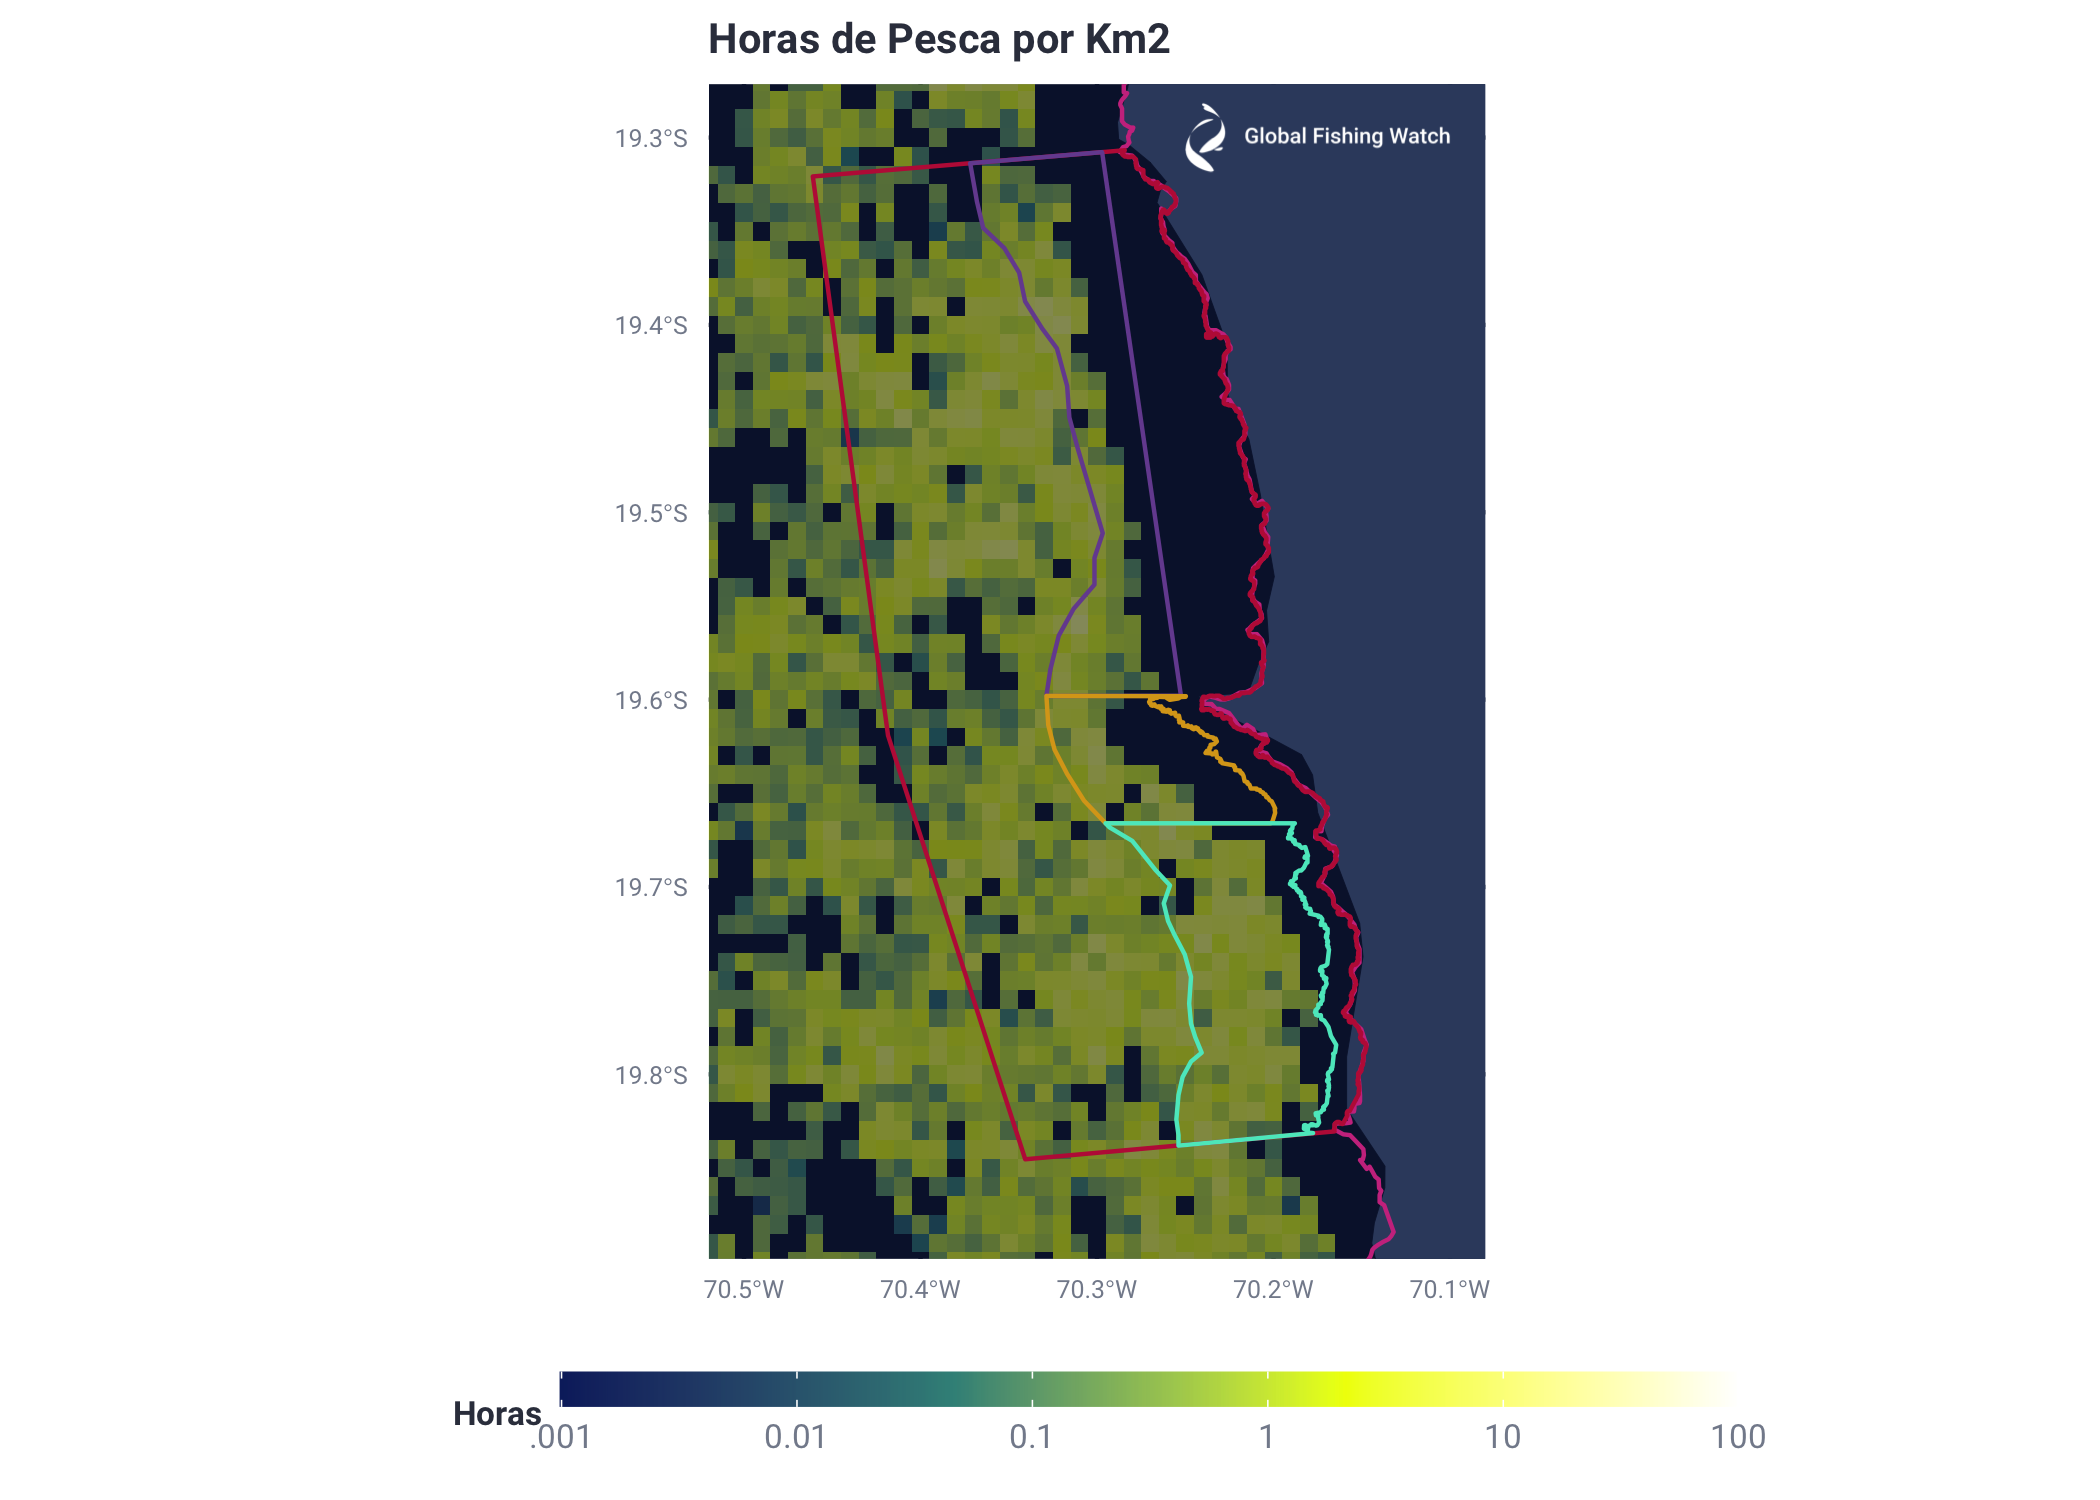 Horas de Pesca por Km2
Global Fishing Watch
19.3°S
19.4°S
19.5°S
19.6°S
19.7°S
19.8°S
70.5°W 70.4°W 70.3°W 70.2°W 70.1°W
Horas
.001 0.01 0.1 1 10 100